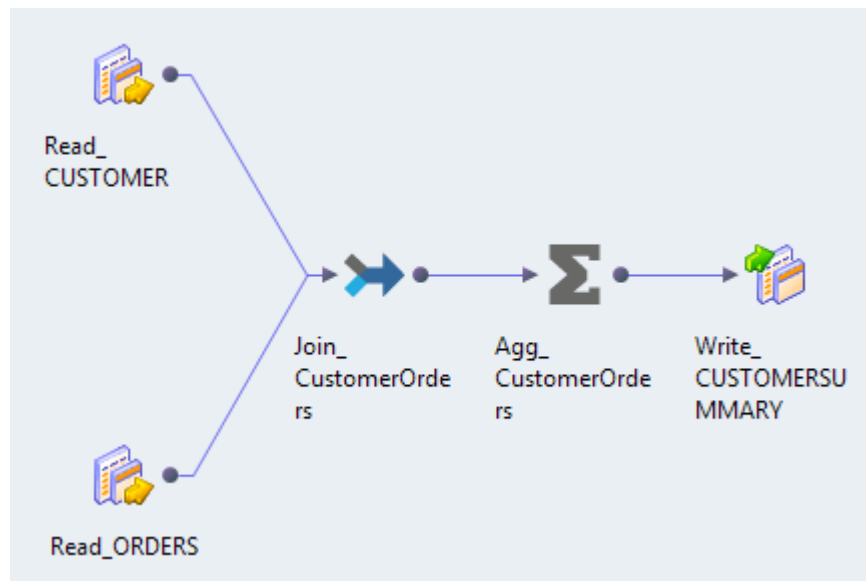 Read_
CUSTOMER
Join_
CustomerOrde
rs
Agg_
CustomerOrde
rs
Write_
CUSTOMERSU
MMARY
Read_ORDERS